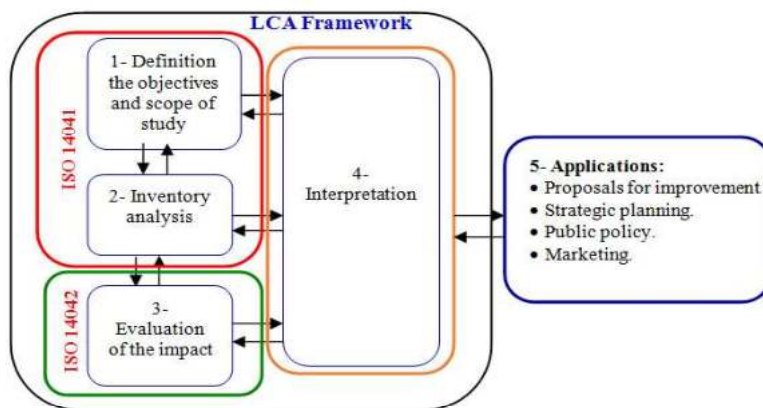 LCA Framework
ISO 14041
1- Definition
the objectives
and scope of
study
2- Inventory
analysis
ISO 14042
3-
Evaluation
of the impact
4-
Interpretation
5- Applications:
• Proposals for improvement
• Strategic planning.
• Public policy.
• Marketing.